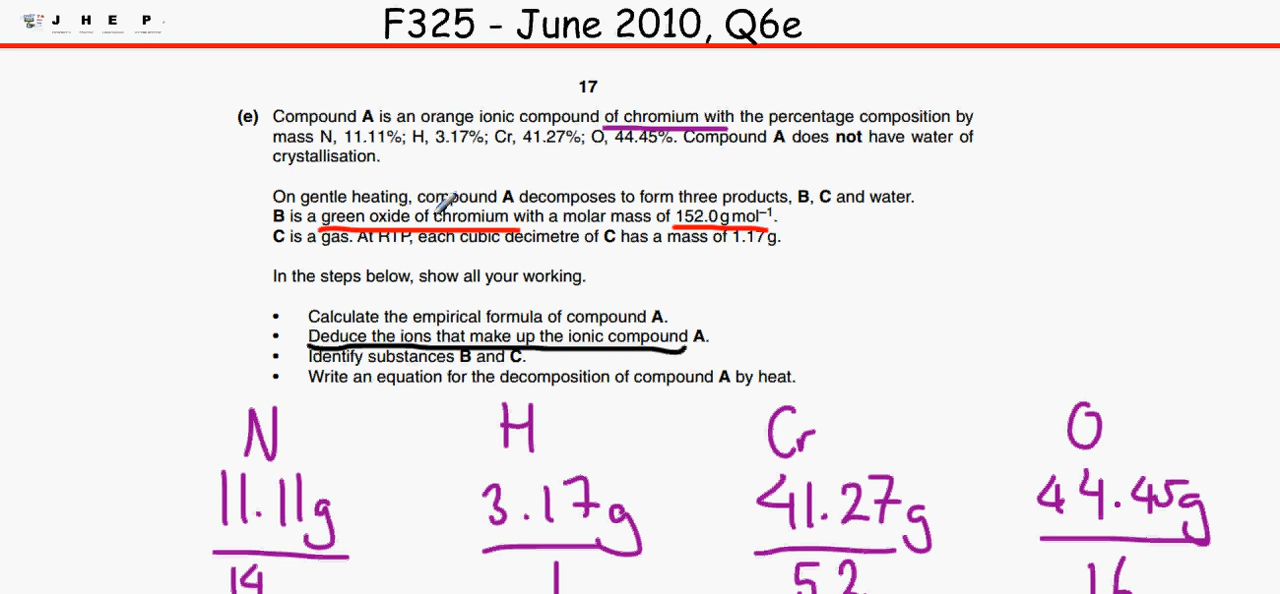 J H E P
F325 - June 2010, Q6e
17
(e) Compound A is an orange ionic compound of chromium with the percentage composition by
mass N, 11.11%; H, 3.17%; Cr, 41.27%; O, 44.45%. Compound A does not have water of
crystallisation.
On gentle heating, compound A decomposes to form three products, B, C and water.
B is a green oxide of chromium with a molar mass of 152.0 g mol⁻¹.
C is a gas. At RTP, each cubic decimetre of C has a mass of 1.17 g.
In the steps below, show all your working.
• Calculate the empirical formula of compound A.
• Deduce the ions that make up the ionic compound A.
• Identify substances B and C.
• Write an equation for the decomposition of compound A by heat.
N H Cr O
11.11g 3.17g 41.27g 44.45g
14 1 52 16